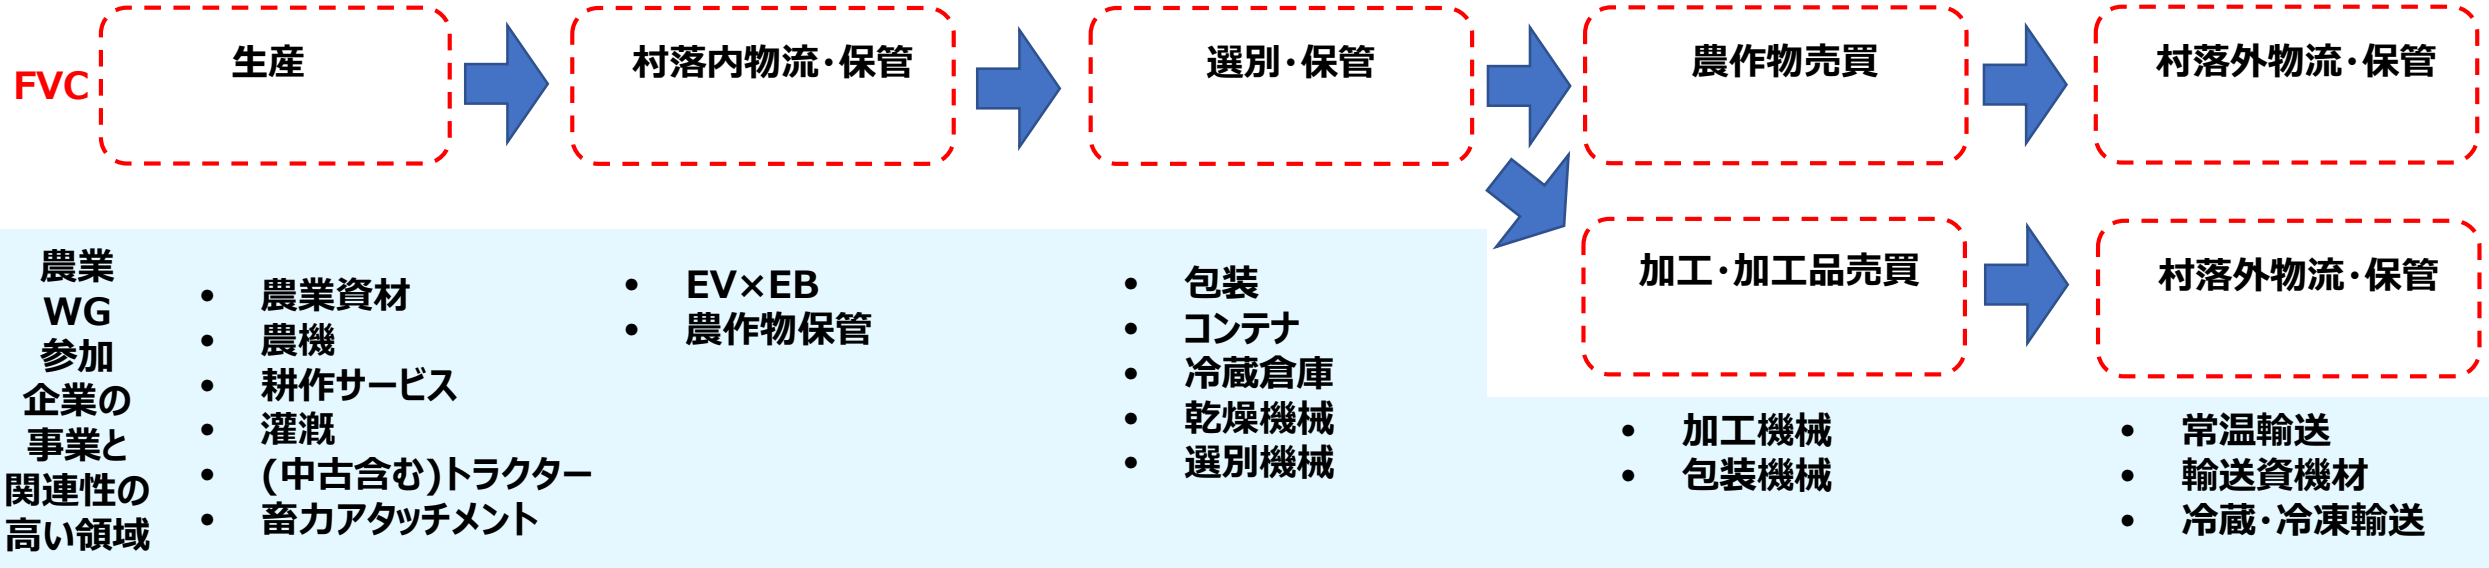 FVC
生産
村落内物流・保管
選別・保管
農作物売買
村落外物流・保管
加工・加工品売買
村落外物流・保管
農業
WG
参加
企業の
事業と
関連性の
高い領域
• 農業資材
• 農機
• 耕作サービス
• 灌漑
• (中古含む)トラクター
• 畜力アタッチメント
• EV×EB
• 農作物保管
• 包装
• コンテナ
• 冷蔵倉庫
• 乾燥機械
• 選別機械
• 加工機械
• 包装機械
• 常温輸送
• 輸送資機材
• 冷蔵・冷凍輸送